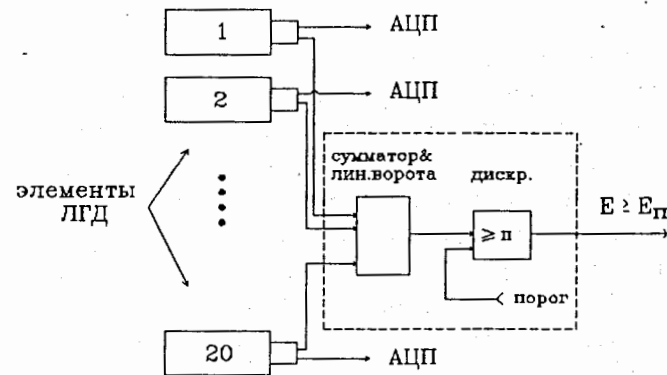 1
АЦП
2
АЦП
элементы
ЛГД
сумматор&
лин.ворота
дискр.
≥ п
E ≥ Eп
порог
20
АЦП